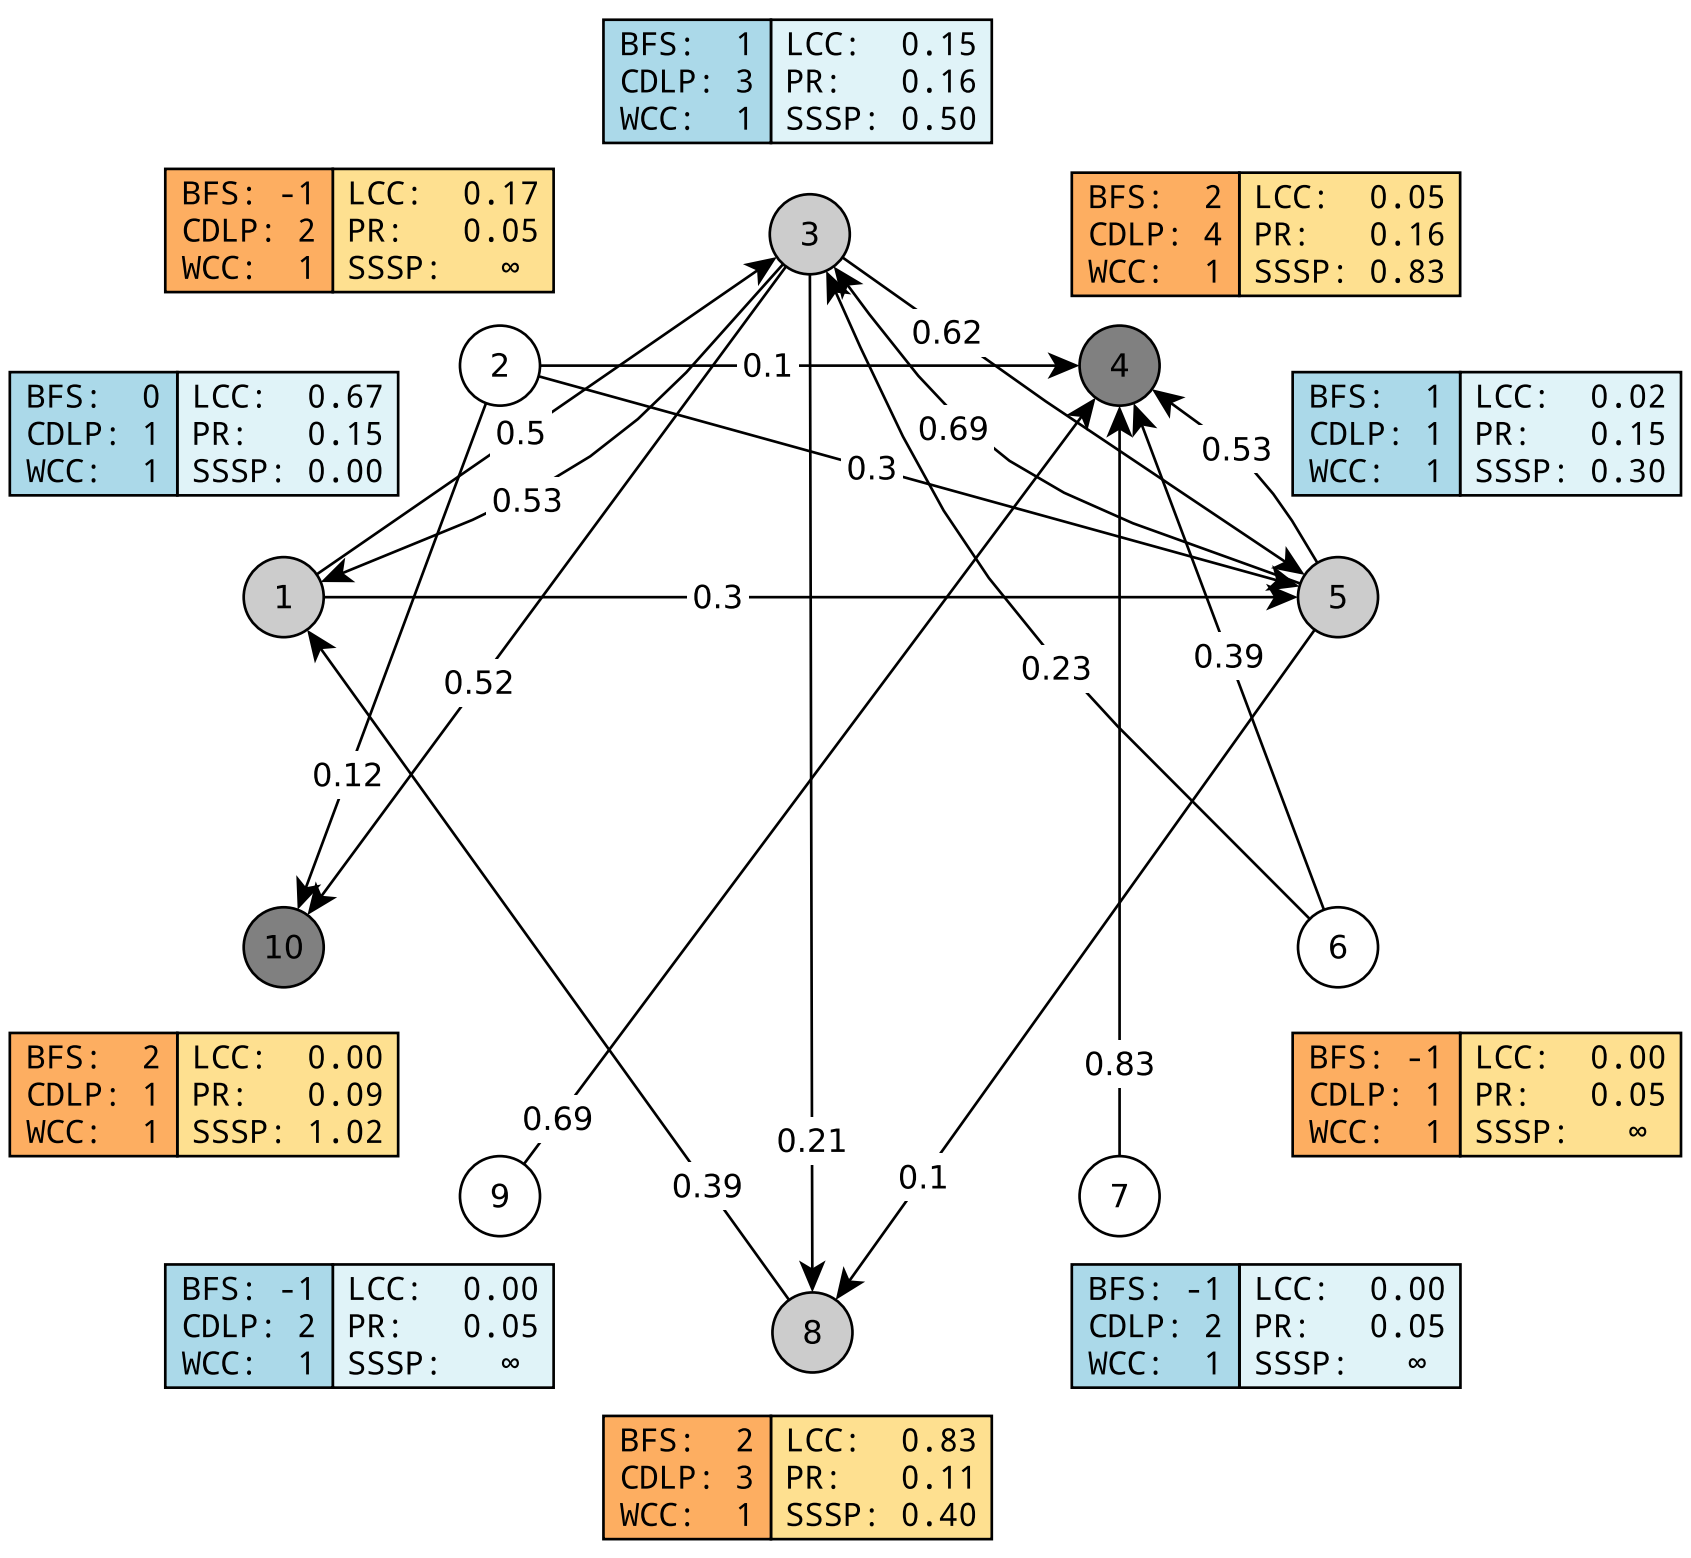 BFS: 1 LCC: 0.15
CDLP: 3 PR: 0.16
WCC: 1 SSSP: 0.50
BFS: -1 LCC: 0.17
CDLP: 2 PR: 0.05
WCC: 1 SSSP: ∞
BFS: 2 LCC: 0.05
CDLP: 4 PR: 0.16
WCC: 1 SSSP: 0.83
3
0.62
2
0.1
4
BFS: 0 LCC: 0.67
CDLP: 1 PR: 0.15
WCC: 1 SSSP: 0.00
BFS: 1 LCC: 0.02
CDLP: 1 PR: 0.15
WCC: 1 SSSP: 0.30
0.5
0.69
0.53
0.3
0.53
1
0.3
5
0.52
0.23
0.39
0.12
10
6
BFS: 2 LCC: 0.00
CDLP: 1 PR: 0.09
WCC: 1 SSSP: 1.02
BFS: -1 LCC: 0.00
CDLP: 1 PR: 0.05
WCC: 1 SSSP: ∞
0.83
0.69
0.21
0.39
0.1
9
7
BFS: -1 LCC: 0.00
CDLP: 2 PR: 0.05
WCC: 1 SSSP: ∞
8
BFS: -1 LCC: 0.00
CDLP: 2 PR: 0.05
WCC: 1 SSSP: ∞
BFS: 2 LCC: 0.83
CDLP: 3 PR: 0.11
WCC: 1 SSSP: 0.40